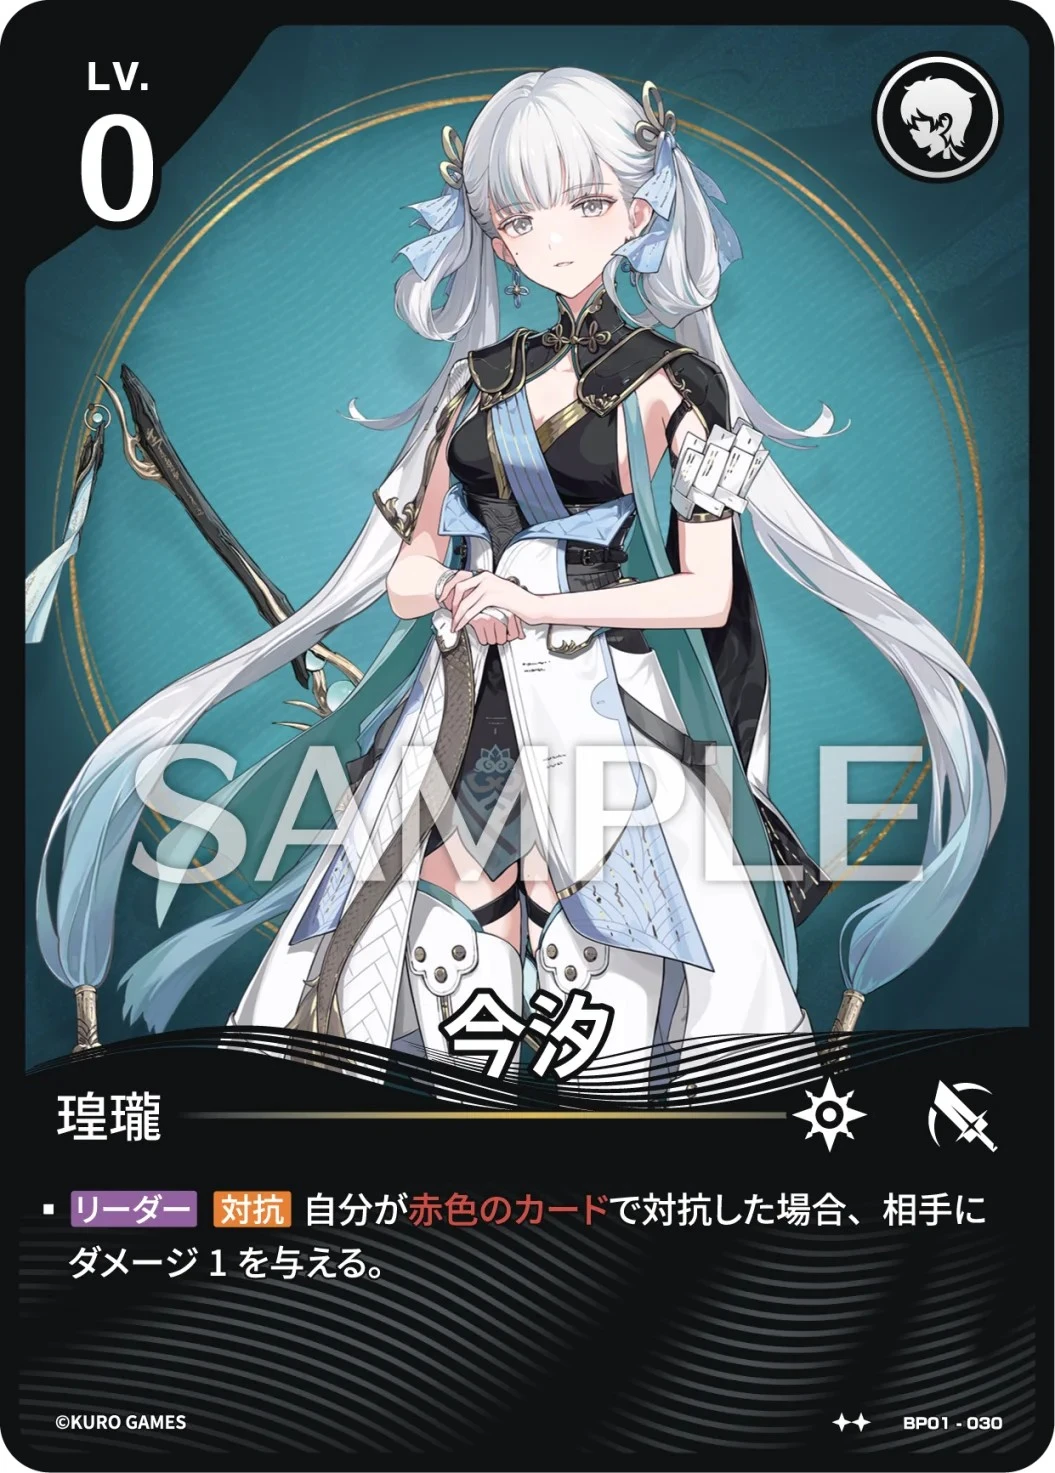 LV.
0
SAMPLE
今汐
瑝瓏
▪ リーダー 対抗 自分が赤色のカードで対抗した場合、相手に
ダメージ 1 を与える。
©KURO GAMES
BP01 - 030